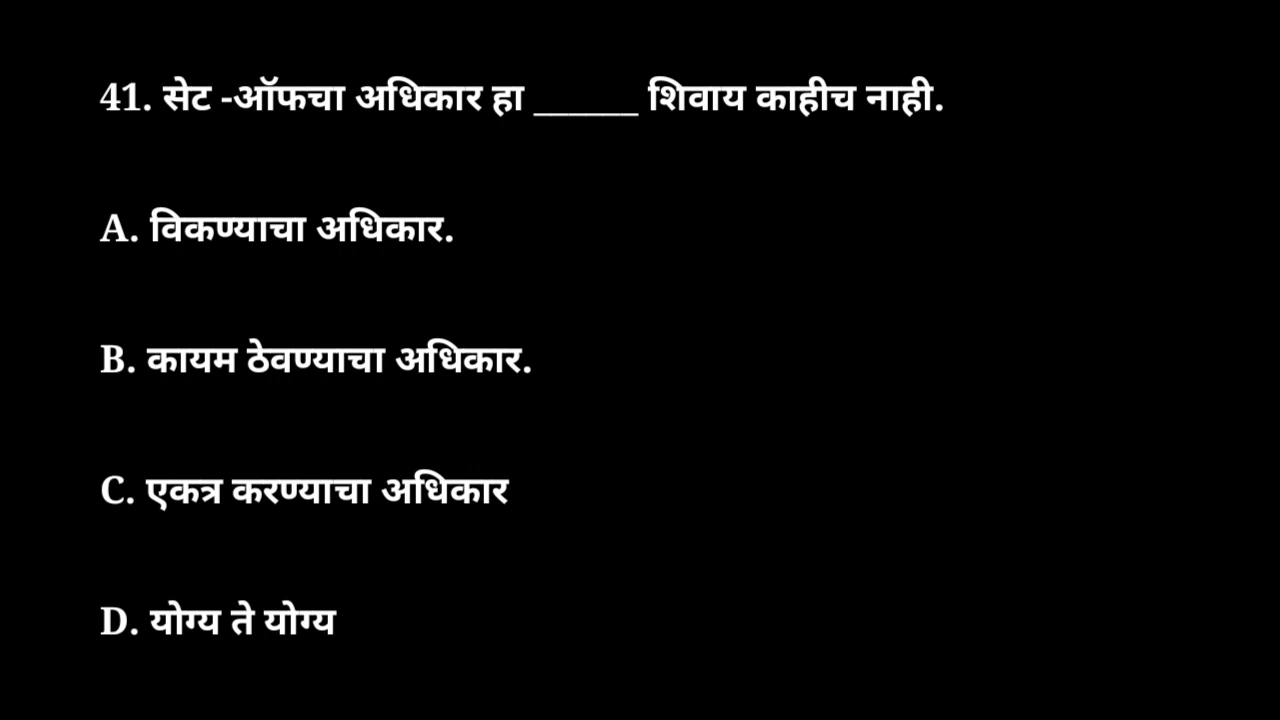 41. सेट -ऑफचा अधिकार हा ______ शिवाय काहीच नाही.
A. विकण्याचा अधिकार.
B. कायम ठेवण्याचा अधिकार.
C. एकत्र करण्याचा अधिकार
D. योग्य ते योग्य